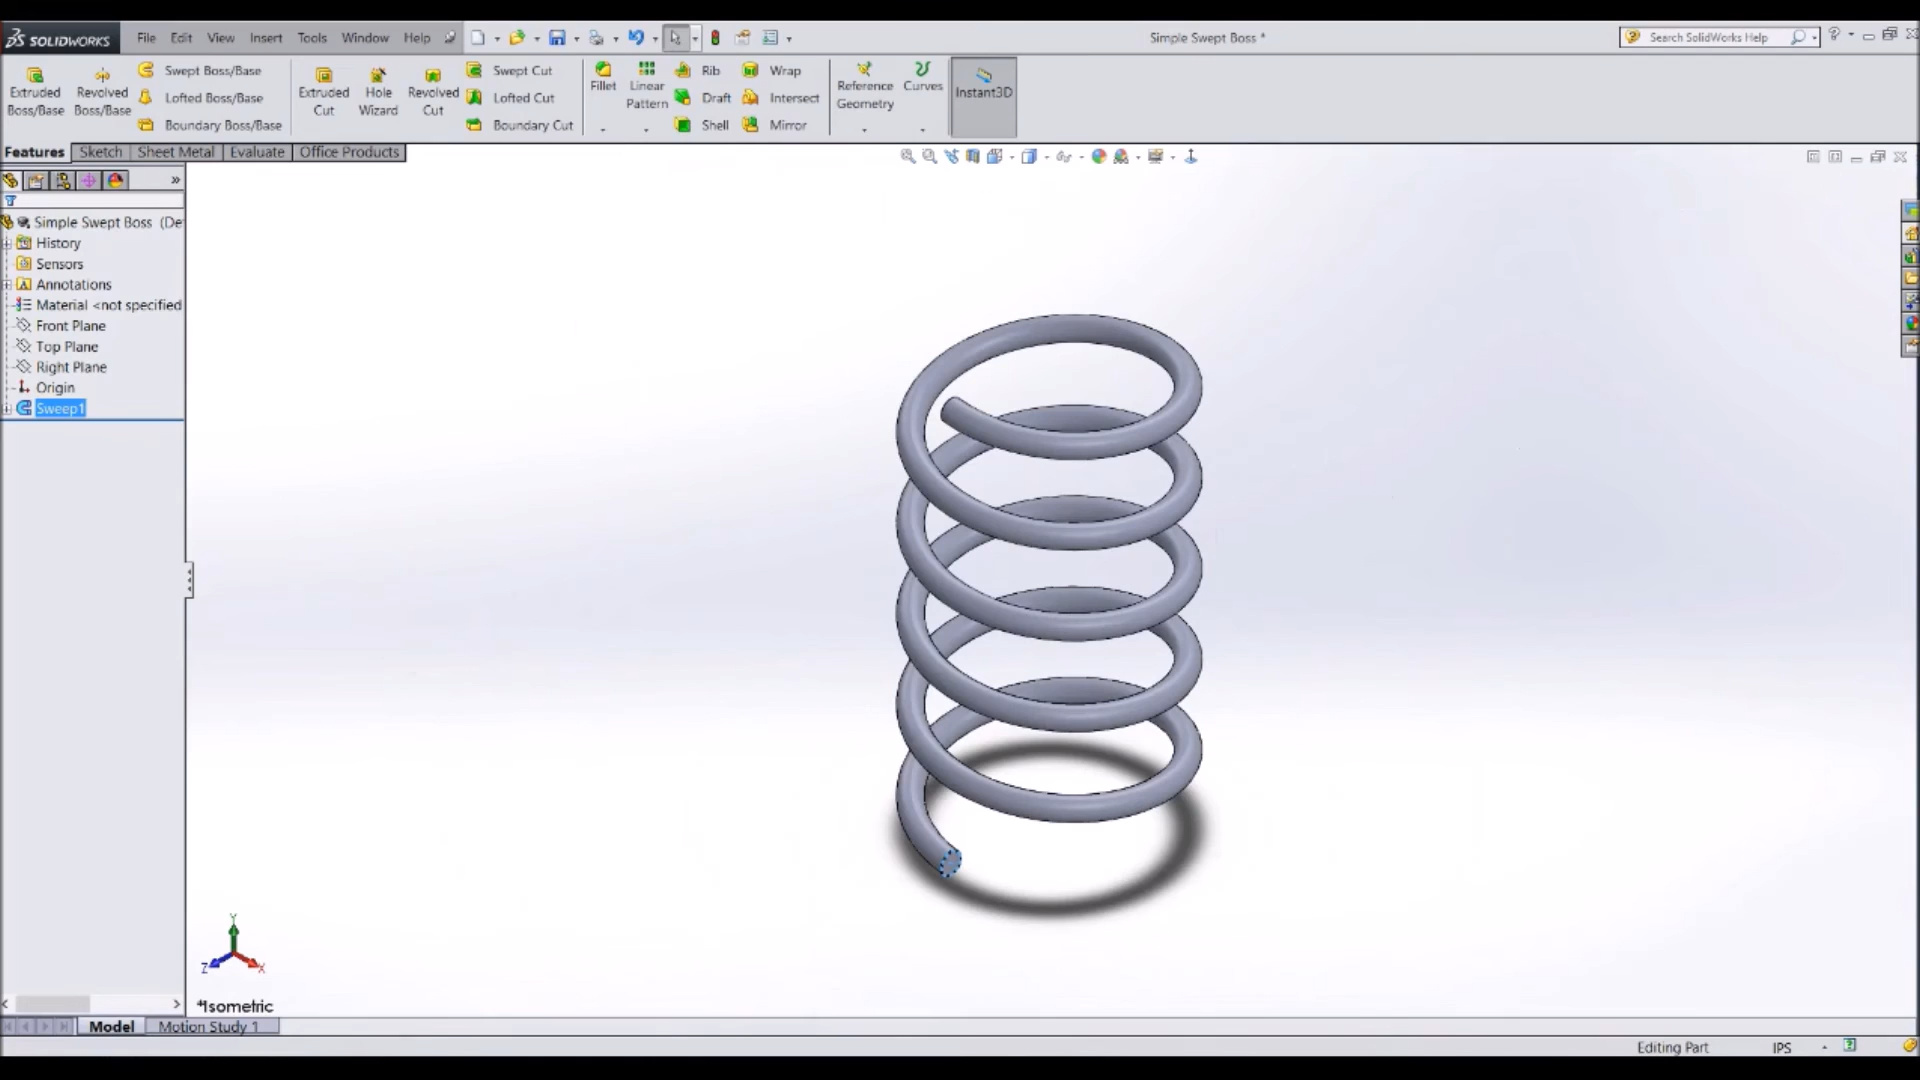 SOLIDWORKS File Edit View Insert Tools Window Help Simple Swept Boss * Search SolidWorks Help
Extruded Boss/Base
Revolved Boss/Base
Swept Boss/Base
Lofted Boss/Base
Boundary Boss/Base
Extruded Cut
Hole Wizard
Revolved Cut
Swept Cut
Lofted Cut
Boundary Cut
Fillet
Linear Pattern
Rib
Draft
Shell
Wrap
Intersect
Mirror
Reference Geometry
Curves
Instant3D
Features Sketch Sheet Metal Evaluate Office Products
Simple Swept Boss (De
History
Sensors
Annotations
Material <not specified
Front Plane
Top Plane
Right Plane
Origin
Sweep1
Y
Z X
*Isometric
Model Motion Study 1
Editing Part IPS